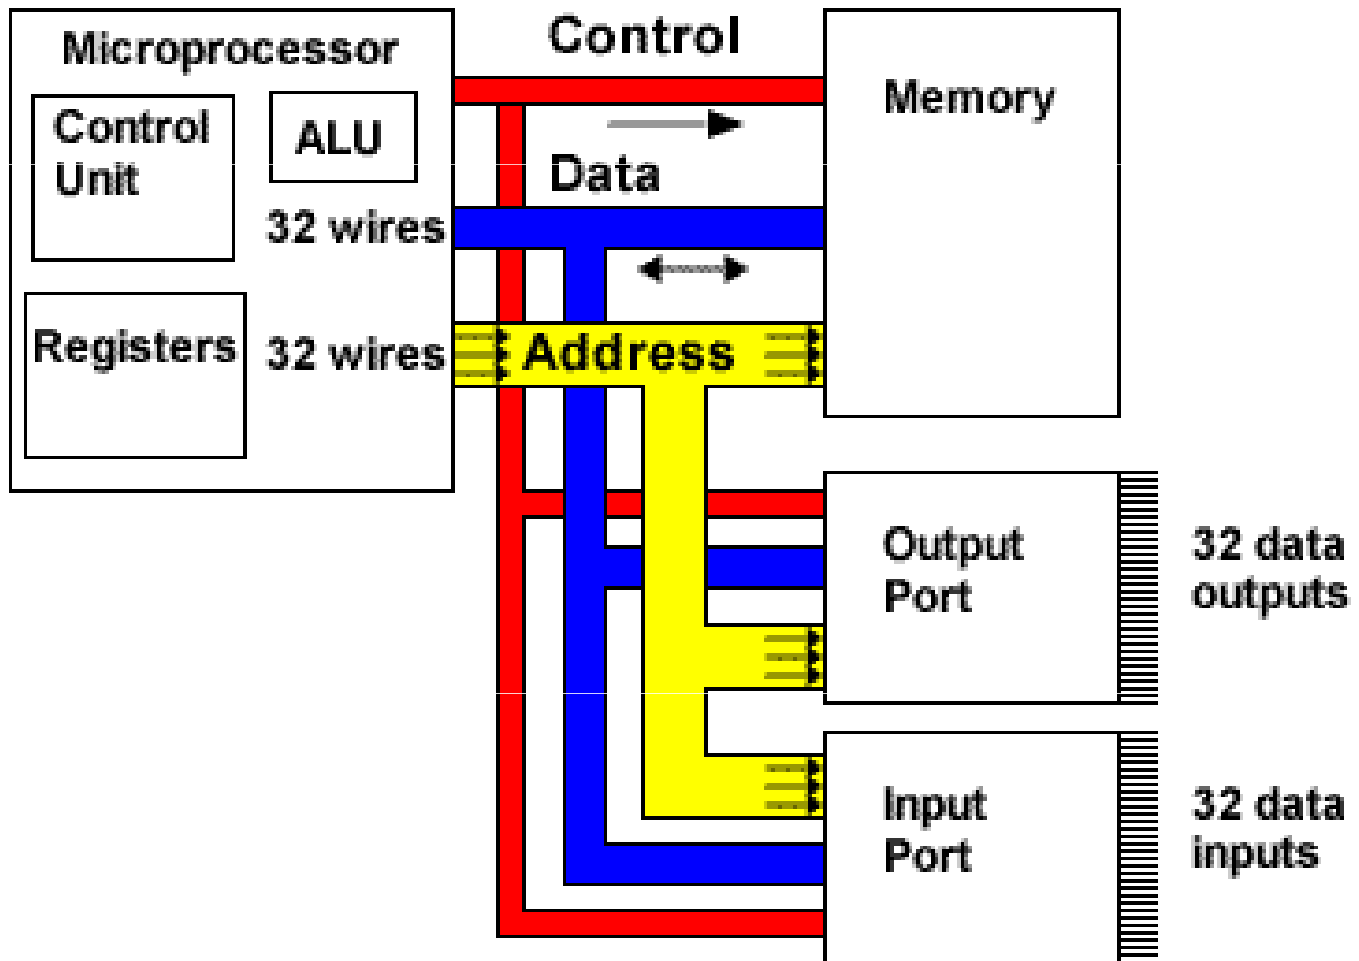 Microprocessor
Control
Unit
ALU
32 wires
Registers
32 wires
Control
Data
Address
Memory
Output
Port
32 data
outputs
Input
Port
32 data
inputs